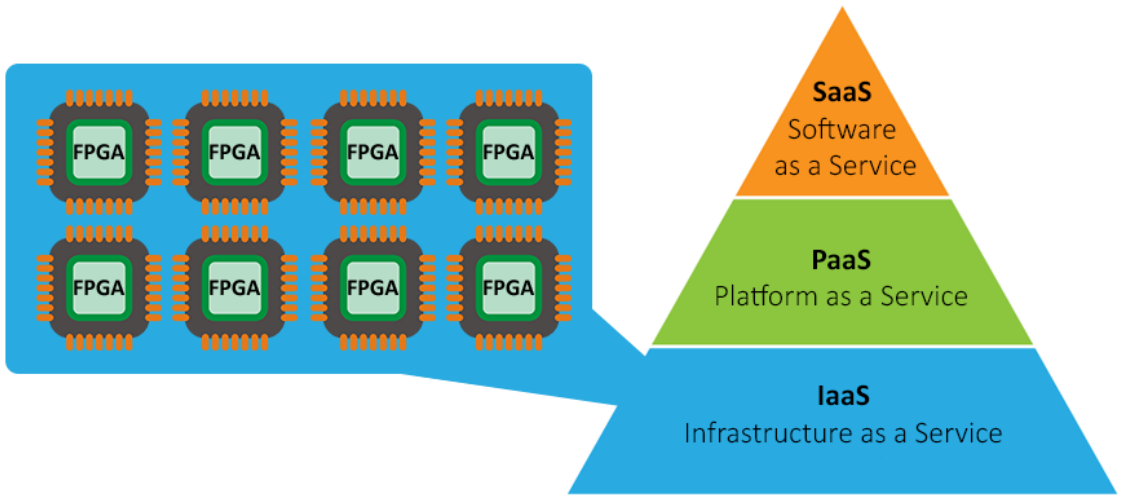 FPGA FPGA FPGA FPGA
FPGA FPGA FPGA FPGA
SaaS
Software
as a Service
PaaS
Platform as a Service
IaaS
Infrastructure as a Service